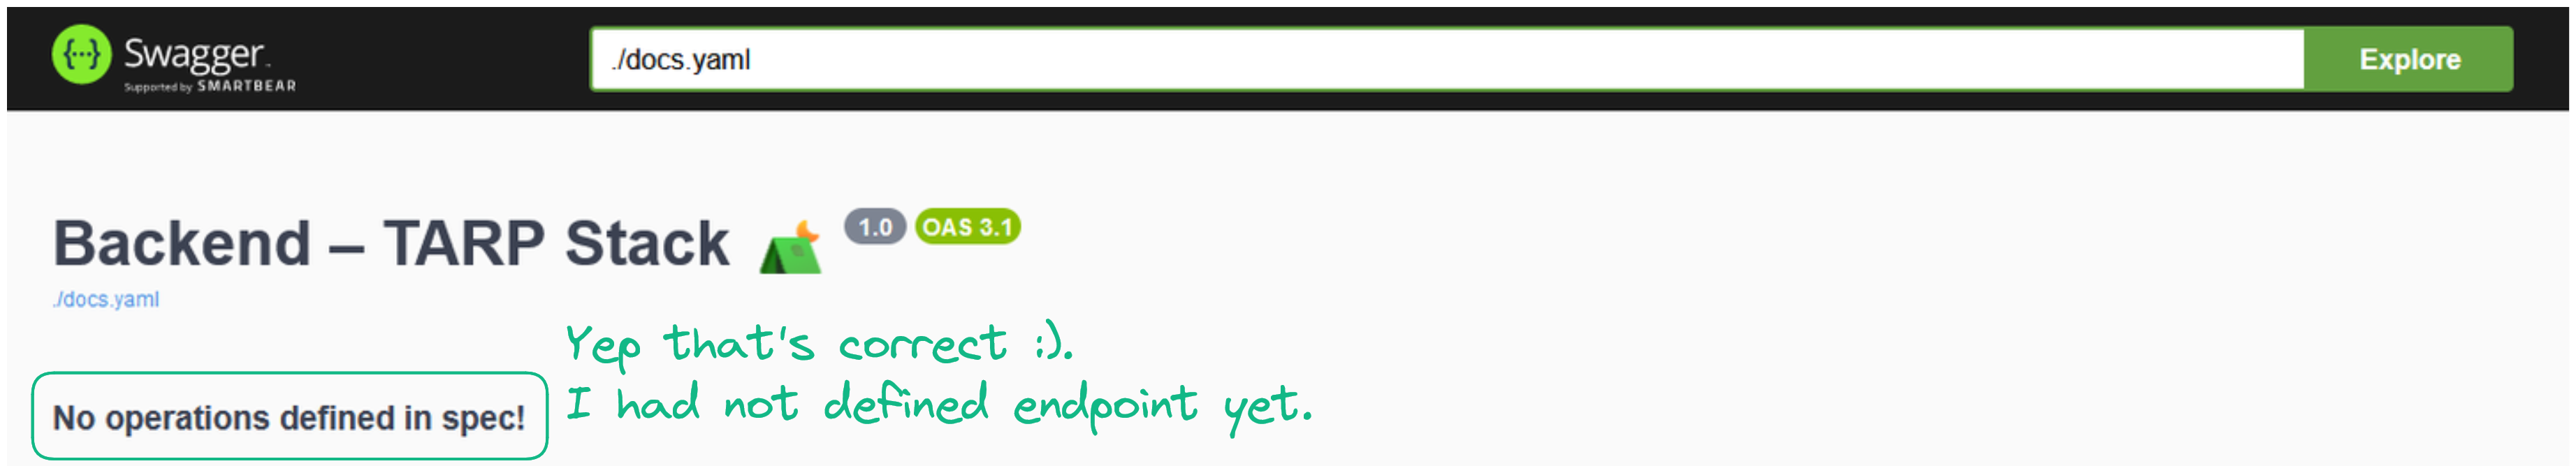 Swagger
Supported by SMARTBEAR
./docs.yaml
Explore
Backend – TARP Stack
1.0
OAS 3.1
./docs.yaml
Yep that's correct :).
I had not defined endpoint yet.
No operations defined in spec!